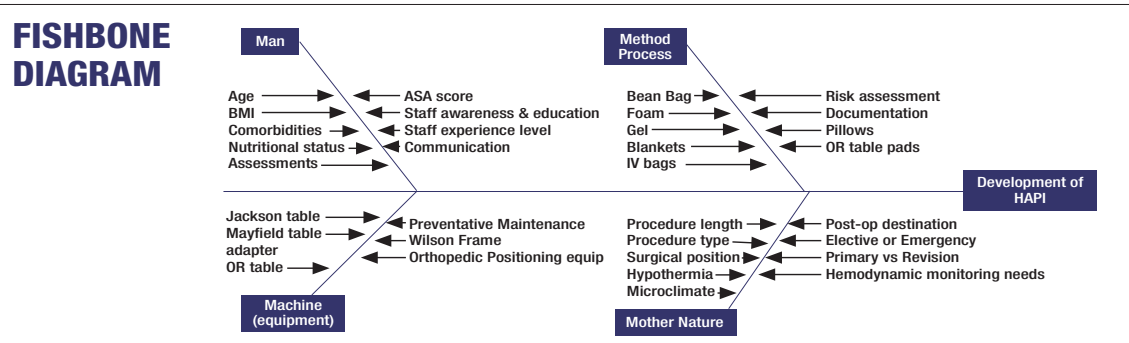 FISHBONE
DIAGRAM
Man
Age
BMI
Comorbidities
Nutritional status
Assessments
ASA score
Staff awareness & education
Staff experience level
Communication
Method
Process
Bean Bag
Foam
Gel
Blankets
IV bags
Risk assessment
Documentation
Pillows
OR table pads
Development of
HAPI
Jackson table
Mayfield table
adapter
OR table
Preventative Maintenance
Wilson Frame
Orthopedic Positioning equip
Machine
(equipment)
Procedure length
Procedure type
Surgical position
Hypothermia
Microclimate
Post-op destination
Elective or Emergency
Primary vs Revision
Hemodynamic monitoring needs
Mother Nature